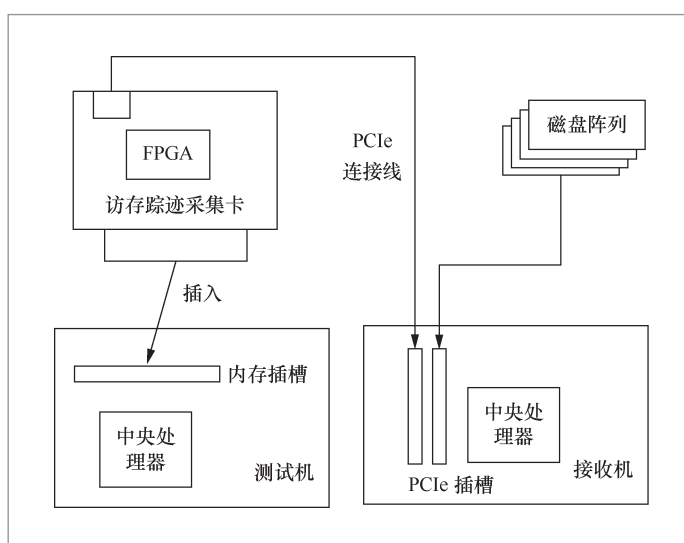 FPGA
访存踪迹采集卡
PCIe
连接线
磁盘阵列
插入
内存插槽
中央处
理器
测试机
中央处
理器
PCIe 插槽
接收机